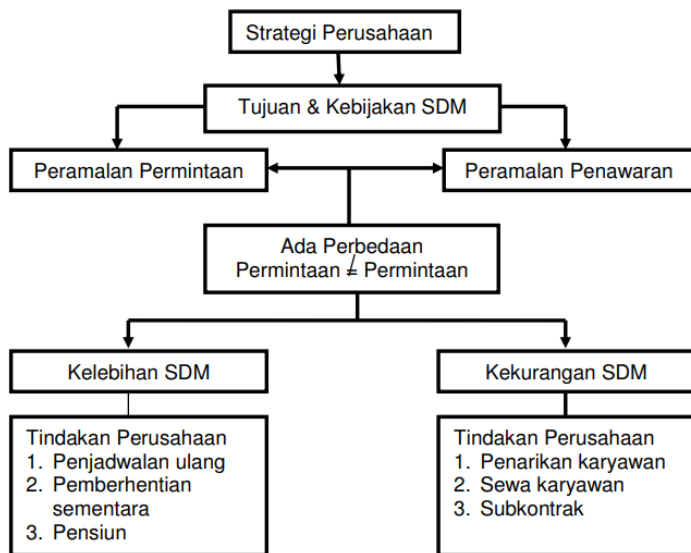 Strategi Perusahaan
Tujuan & Kebijakan SDM
Peramalan Permintaan
Peramalan Penawaran
Ada Perbedaan
Permintaan ≠ Permintaan
Kelebihan SDM
Kekurangan SDM
Tindakan Perusahaan
1. Penjadwalan ulang
2. Pemberhentian
sementara
3. Pensiun
Tindakan Perusahaan
1. Penarikan karyawan
2. Sewa karyawan
3. Subkontrak